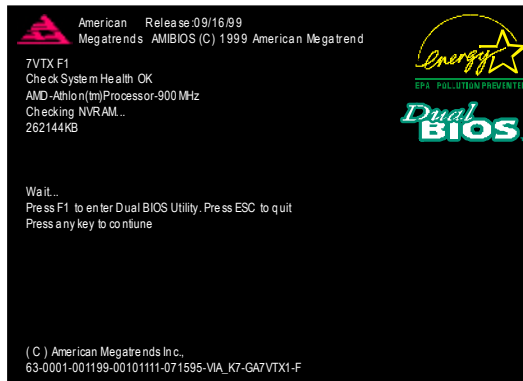 American Release:09/16/99
Megatrends AMIBIOS (C) 1999 American Megatrend
energy
EPA POLLUTION PREVENTE
Dual
BIOS
7VTX F1
Check System Health OK
AMD-Athlon(tm)Processor-900 MHz
Checking NVRAM...
262144KB
Wait...
Press F1 to enter Dual BIOS Utility. Press ESC to quit
Press any key to contiune
( C ) American Megatrends Inc.,
63-0001-001199-00101111-071595-VIA_K7-GA7VTX1-F